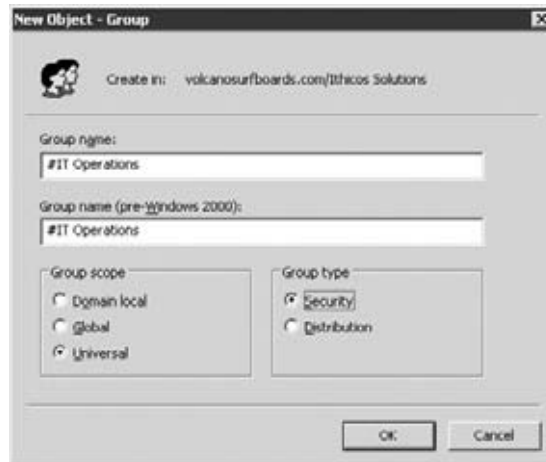 New Object - Group
Create in: volcanosurfboards.com/Ithicos Solutions
Group name:
#IT Operations
Group name (pre-Windows 2000):
#IT Operations
Group scope
Domain local
Global
Universal
Group type
Security
Distribution
OK
Cancel